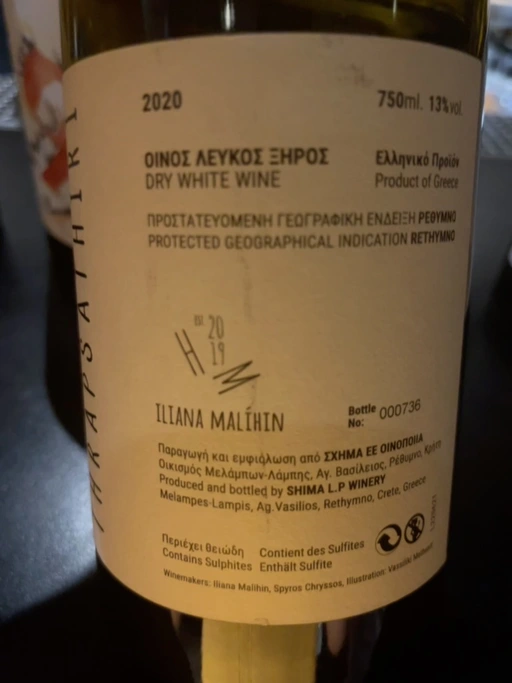 2020
750ml. 13%vol.
ΟΙΝΟΣ ΛΕΥΚΟΣ ΞΗΡΟΣ
Ελληνικό Προϊόν
DRY WHITE WINE
Product of Greece
ΠΡΟΣΤΑΤΕΥΟΜΕΝΗ ΓΕΩΓΡΑΦΙΚΗ ΕΝΔΕΙΞΗ ΡΕΘΥΜΝΟ
PROTECTED GEOGRAPHICAL INDICATION RETHYMNO
THRAPSATHIRI
EST 20
19
H M
ILIANA MALÍHIN
Bottle No: 000736
Παραγωγή και εμφιάλωση από ΣΧΗΜΑ ΕΕ ΟΙΝΟΠΟΙΙΑ
Οικισμός Μελάμπων-Λάμπης, Αγ. Βασίλειος, Ρέθυμνο, Κρήτη
Produced and bottled by SHIMA L.P WINERY
Melampes-Lampis, Ag.Vasilios, Rethymno, Crete, Greece
Περιέχει θειώδη Contient des Sulfites
Contains Sulphites Enthält Sulfite
Winemakers: Iliana Malihin, Spyros Chryssos, Illustration: Vassiliki